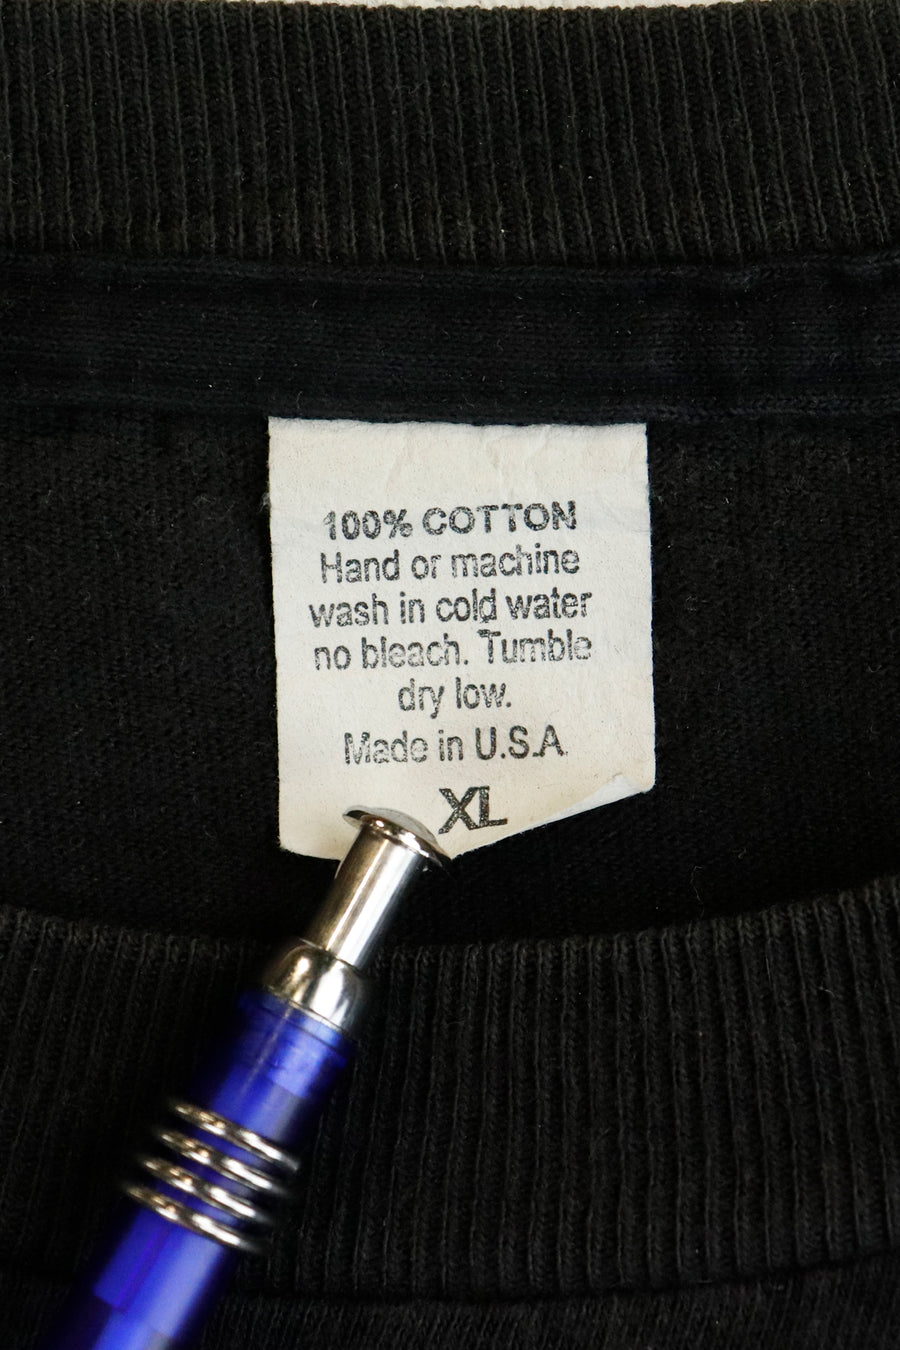 100% COTTON
Hand or machine
wash in cold water
no bleach. Tumble
dry low.
Made in U.S.A
XL